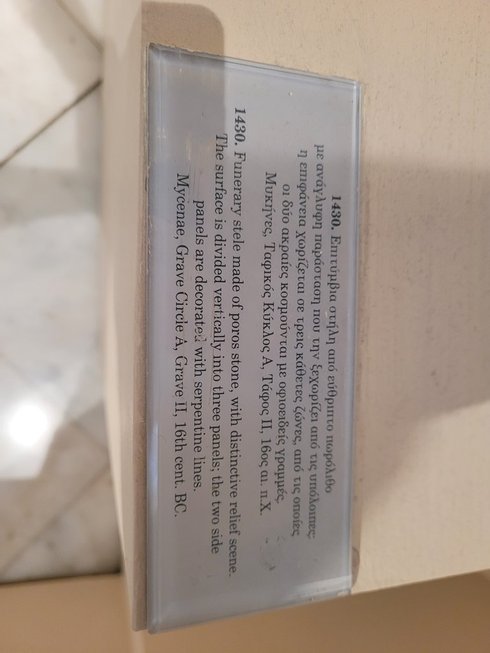 1430. Επιτύμβια στήλη από εύθριπτο πωρόλιθο
με ανάγλυφη παράσταση που την ξεχωρίζει από τις υπόλοιπες;
η επιφάνεια χωρίζεται σε τρεις κάθετες ζώνες, από τις οποίες
οι δύο ακραίες κοσμούνται με οφιοειδείς γραμμές.
Μυκήνες, Ταφικός Κύκλος Α, Τάφος ΙΙ, 16ος αι. π.Χ.
1430. Funerary stele made of poros stone, with distinctive relief scene.
The surface is divided vertically into three panels; the two side
panels are decorated with serpentine lines.
Mycenae, Grave Circle A, Grave II, 16th cent. BC.